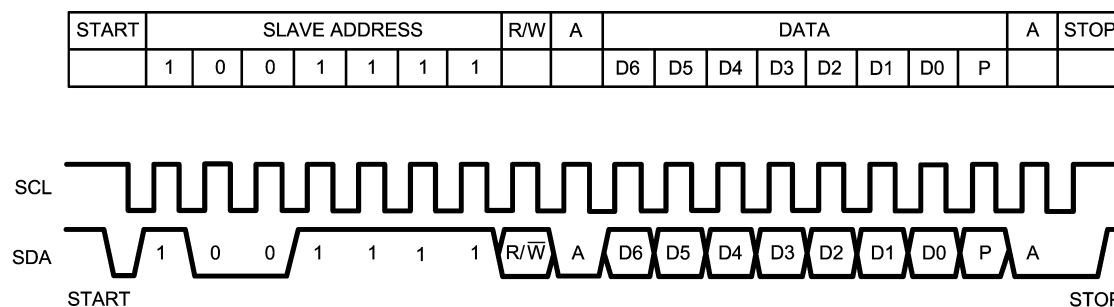 START SLAVE ADDRESS R/W A DATA A STOP
1 0 0 1 1 1 1 D6 D5 D4 D3 D2 D1 D0 P
SCL
SDA 1 0 0 1 1 1 1 R/W̅ A D6 D5 D4 D3 D2 D1 D0 P A
START STOP